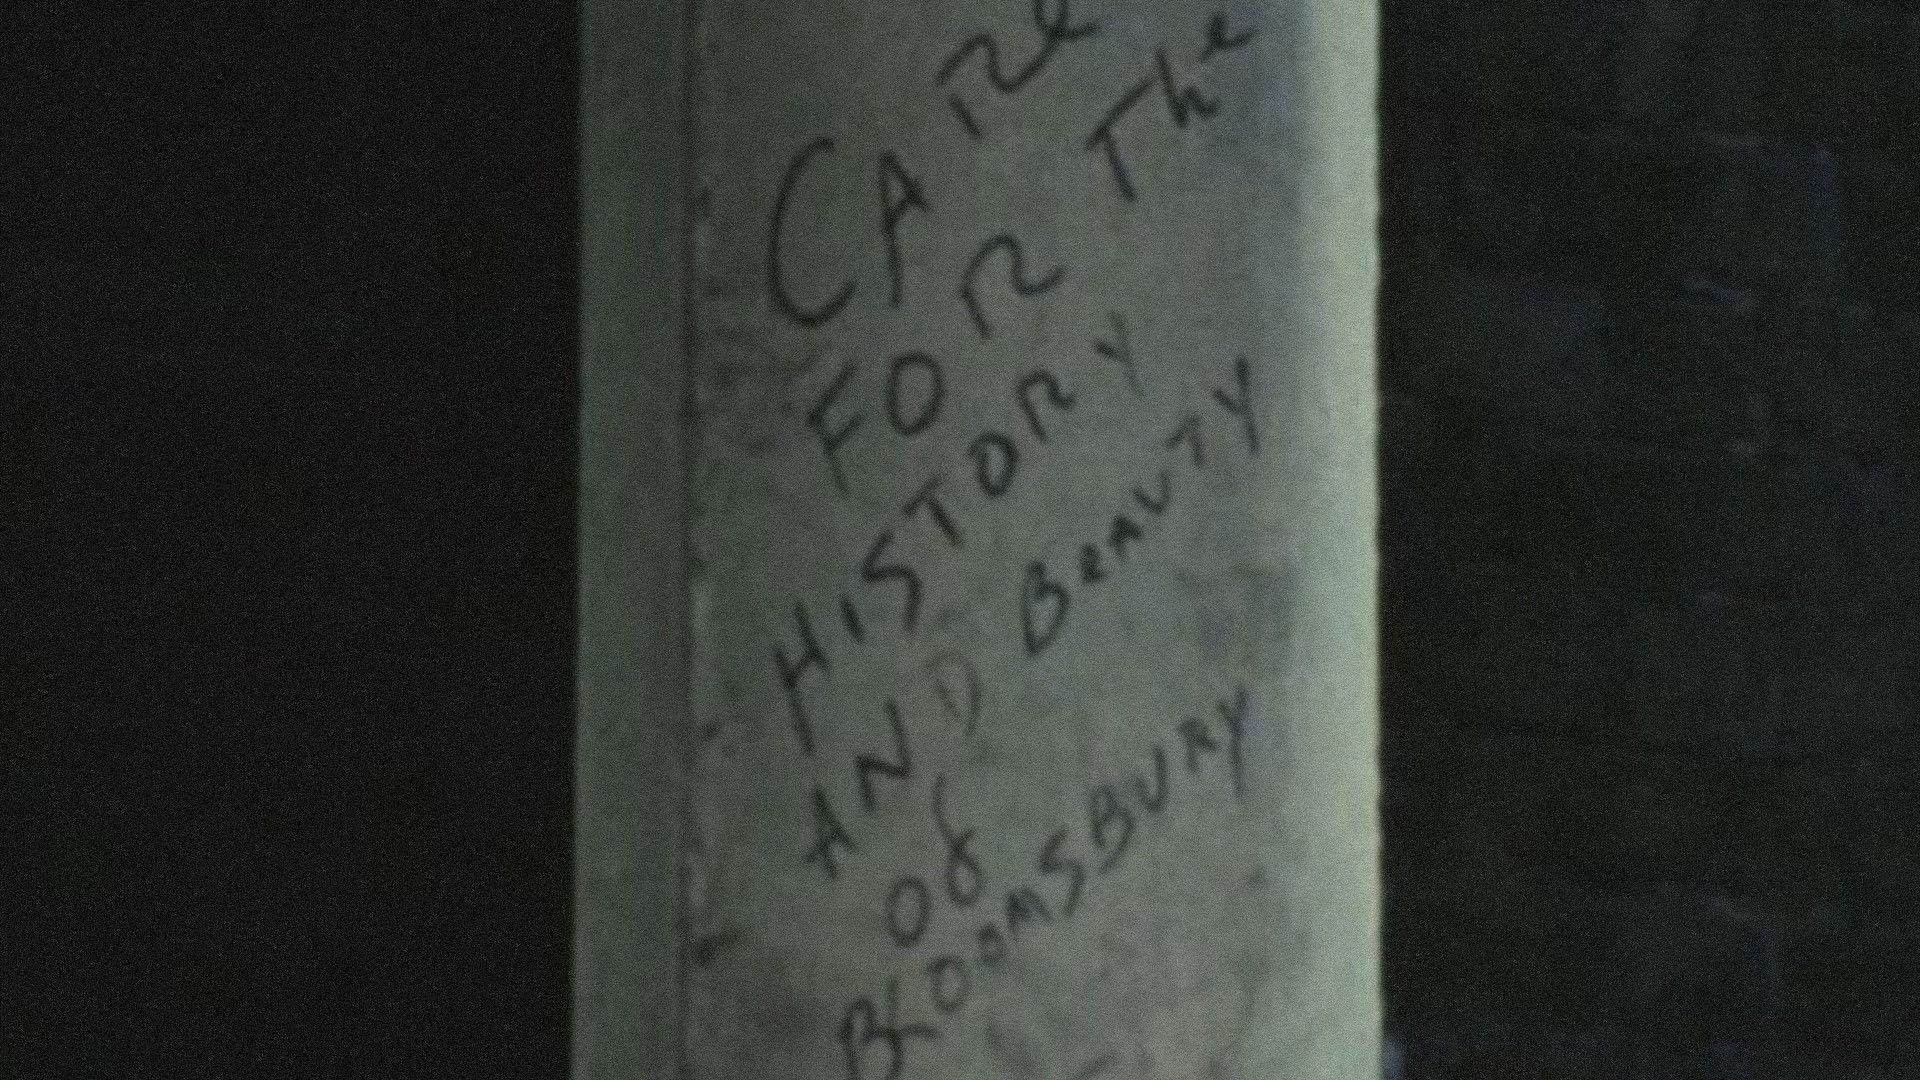 CARe
FOR The
HISTORY
AND BeAUTY
Of
BlOOMSBURY